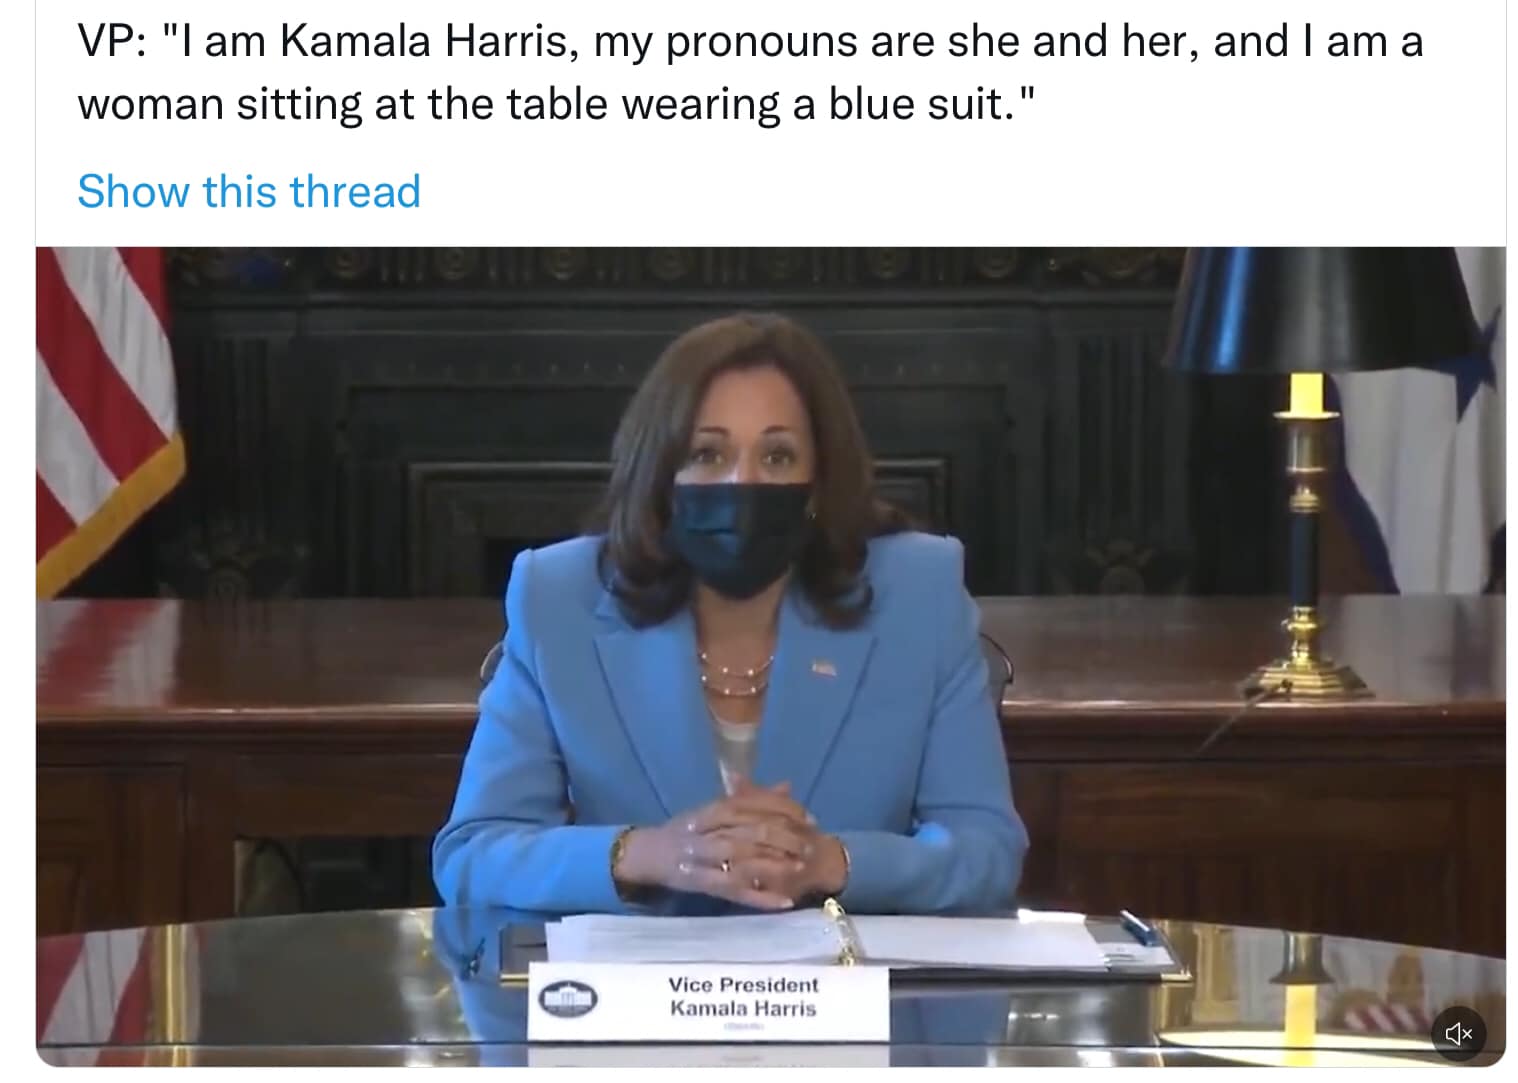 VP: "I am Kamala Harris, my pronouns are she and her, and I am a
woman sitting at the table wearing a blue suit."
Show this thread
Vice President
Kamala Harris